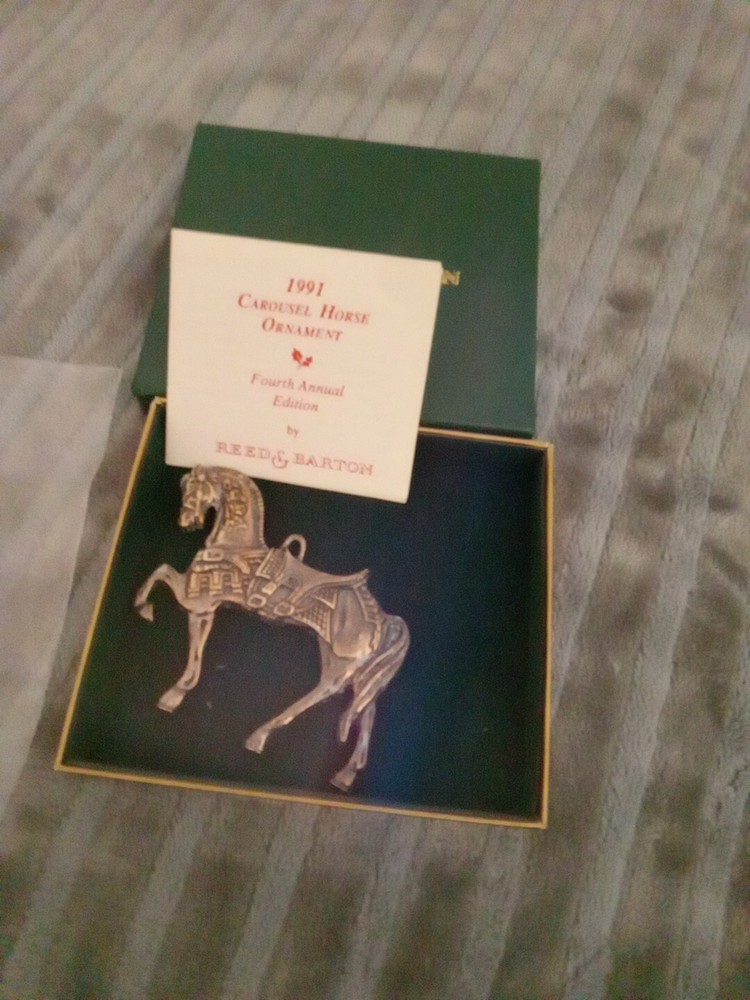 1991
CAROUSEL HORSE
ORNAMENT
Fourth Annual
Edition
by
REED & BARTON